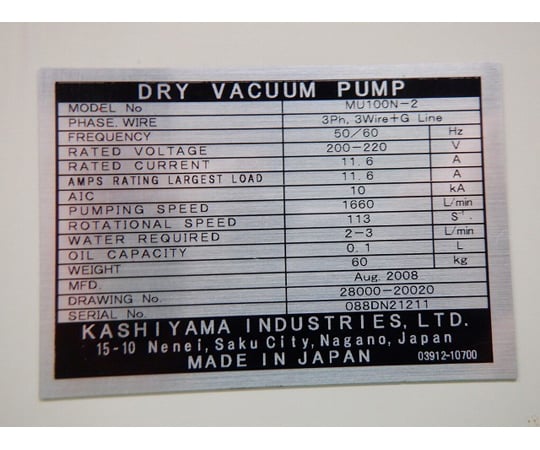 DRY VACUUM PUMP
MODEL No MU100N-2
PHASE. WIRE 3Ph, 3Wire+G Line
FREQUENCY 50/60 Hz
RATED VOLTAGE 200-220 V
RATED CURRENT 11.6 A
AMPS RATING LARGEST LOAD 11.6 A
AIC 10 kA
PUMPING SPEED 1660 L/min
ROTATIONAL SPEED 113 S⁻¹
WATER REQUIRED 2-3 L/min
OIL CAPACITY 0.1 L
WEIGHT 60 kg
MFD. Aug. 2008
DRAWING No. 28000-20020
SERIAL No. 088DN21211
KASHIYAMA INDUSTRIES, LTD.
15-10 Nenei, Saku City, Nagano, Japan
MADE IN JAPAN 03912-10700